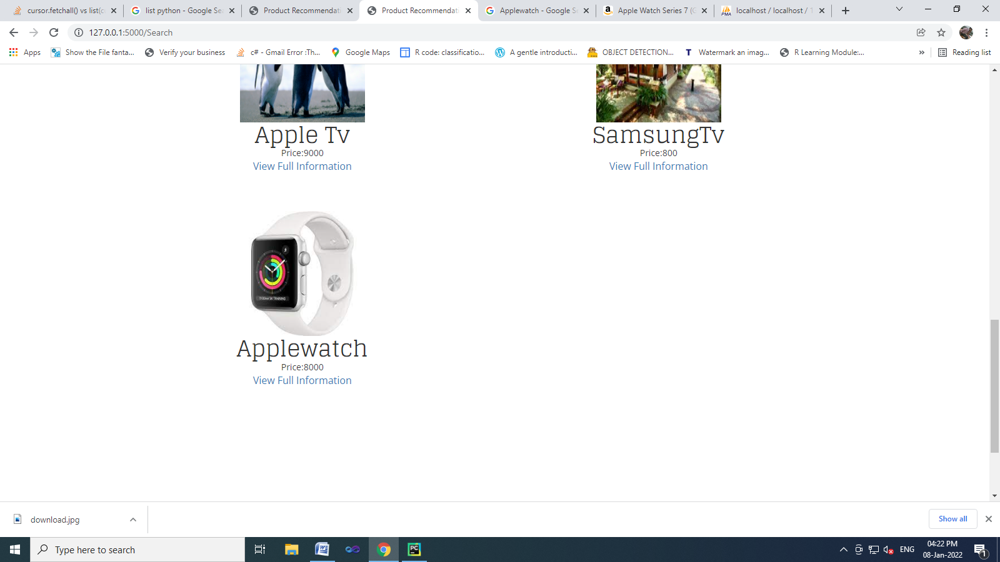 cursor.fetchall() vs list(c
list python - Google Se
Product Recommendati
Product Recommendati
Applewatch - Google S
Apple Watch Series 7 (G
localhost / localhost / 1
127.0.0.1:5000/Search
Apps
Show the File fanta...
Verify your business
c# - Gmail Error :Th...
Google Maps
R code: classificatio...
A gentle introducti...
OBJECT DETECTION...
T
Watermark an imag...
R Learning Module:...
»
Reading list
Apple Tv
Price:9000
View Full Information
SamsungTv
Price:800
View Full Information
Applewatch
Price:8000
View Full Information
download.jpg
Show all
Type here to search
ENG
04:22 PM
08-Jan-2022
1